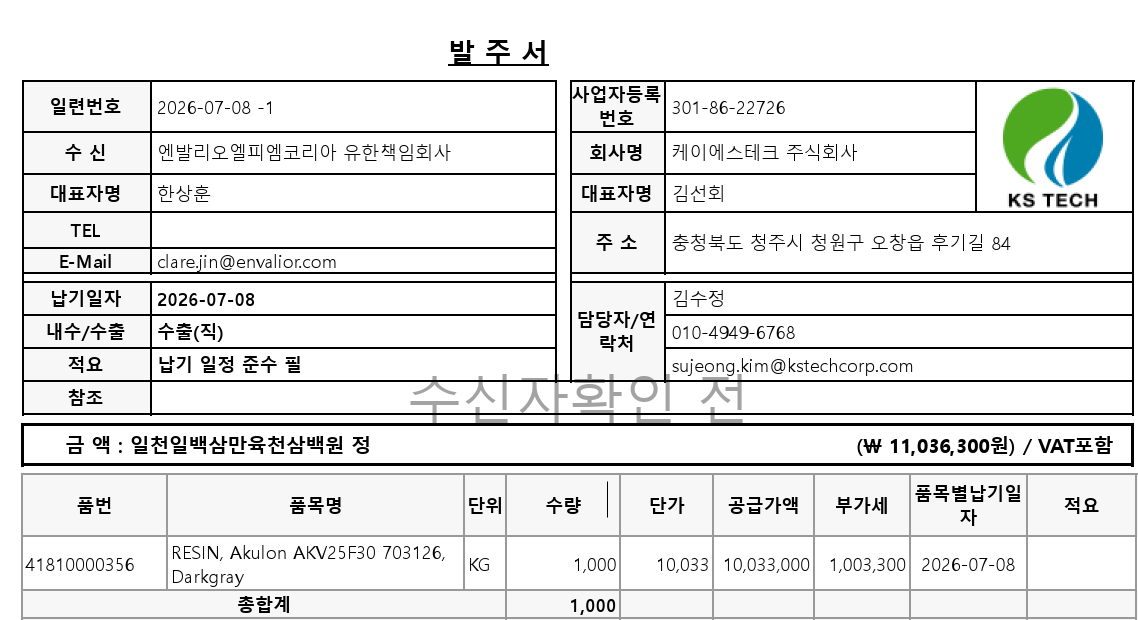 발 주 서
일련번호 2026-07-08 -1
수 신 엔발리오엘피엠코리아 유한책임회사
대표자명 한상훈
TEL
E-Mail clare.jin@envalior.com
납기일자 2026-07-08
내수/수출 수출(직)
적요 납기 일정 준수 필
참조
사업자등록
번호 301-86-22726
회사명 케이에스테크 주식회사
대표자명 김선회
KS TECH
주 소 충청북도 청주시 청원구 오창읍 후기길 84
담당자/연
락처
김수정
010-4949-6768
sujeong.kim@kstechcorp.com
수신자확인 전
금 액 : 일천일백삼만육천삼백원 정 (₩ 11,036,300원) / VAT포함
품번 품목명 단위 수량 단가 공급가액 부가세 품목별납기일
자 적요
41810000356 RESIN, Akulon AKV25F30 703126,
Darkgray KG 1,000 10,033 10,033,000 1,003,300 2026-07-08
총합계 1,000